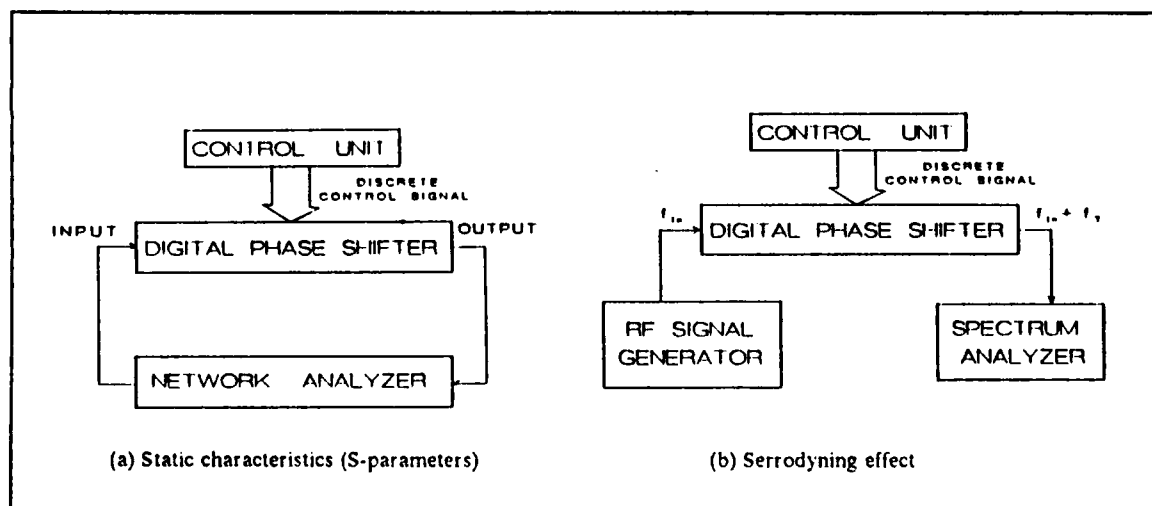 CONTROL UNIT
DISCRETE
CONTROL SIGNAL
INPUT
OUTPUT
DIGITAL PHASE SHIFTER
NETWORK ANALYZER
(a) Static characteristics (S-parameters)
CONTROL UNIT
DISCRETE
CONTROL SIGNAL
f
f + f
DIGITAL PHASE SHIFTER
RF SIGNAL
GENERATOR
SPECTRUM
ANALYZER
(b) Serrodyning effect